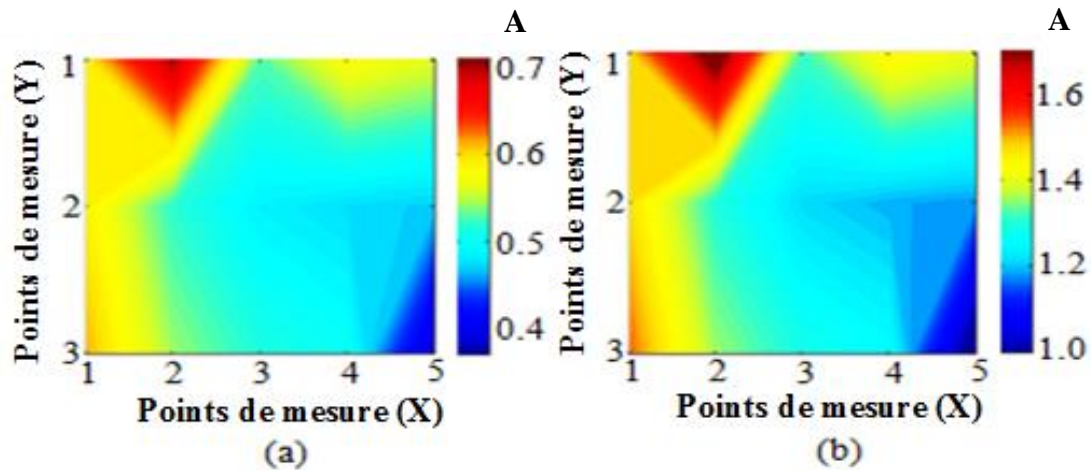 A A
1 0.7 1 1.6
0.6
2 0.5 2 1.4
1.2
0.4
3 3 1.0
1 2 3 4 5 1 2 3 4 5
Points de mesure (Y) Points de mesure (Y)
Points de mesure (X) Points de mesure (X)
(a) (b)